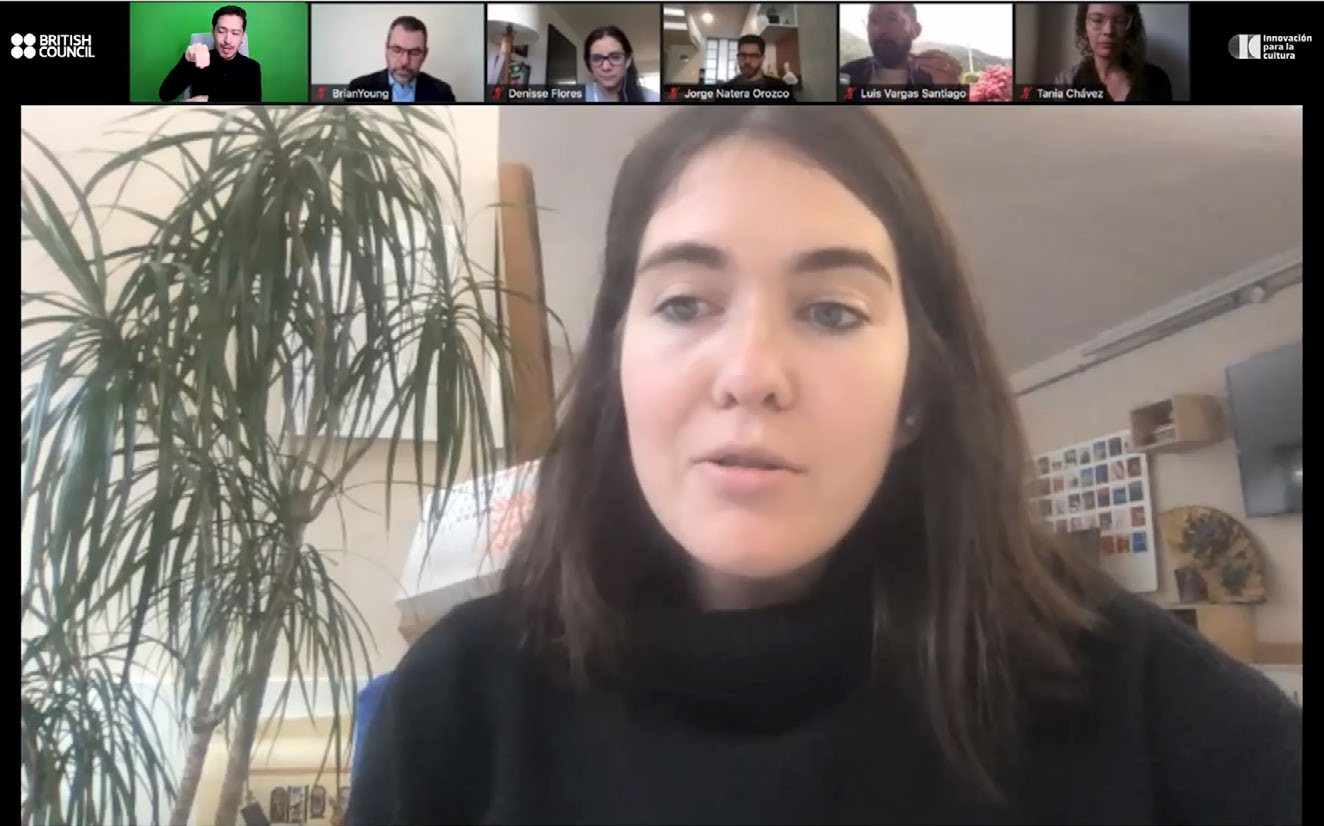 BRITISH
COUNCIL
BrianYoung
Denisse Flores
Jorge Natera Orozco
Luis Vargas Santiago
Tania Chávez
Innovación
para la
cultura